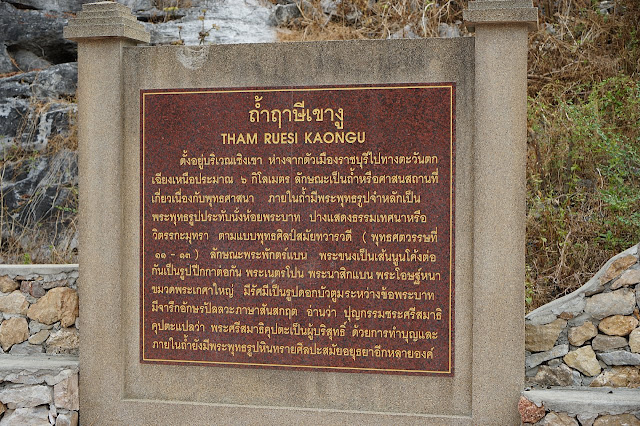 ถ้ำฤาษีเขางู
THAM RUESI KAONGU
ตั้งอยู่บริเวณเชิงเขา ห่างจากตัวเมืองราชบุรีไปทางตะวันตก
เฉียงเหนือประมาณ ๖ กิโลเมตร ลักษณะเป็นถ้ำหรือศาสนสถานที่
เกี่ยวเนื่องกับพุทธศาสนา ภายในถ้ำมีพระพุทธรูปจำหลักเป็น
พระพุทธรูปประทับนั่งห้อยพระบาท ปางแสดงธรรมเทศนาหรือ
วิตรรกะมุทรา ตามแบบพุทธศิลป์สมัยทวารวดี ( พุทธศตวรรษที่
๑๑ - ๑๓ ) ลักษณะพระพักตร์แบน พระขนงเป็นเส้นนูนโค้งต่อ
กันเป็นรูปปีกกาต่อกัน พระเนตรโปน พระนาสิกแบน พระโอษฐ์หนา
ขมวดพระเกศาใหญ่ มีรัศมีเป็นรูปดอกบัวตูมระหว่างข้อพระบาท
มีจารึกอักษรปัลลวะภาษาสันสกฤต อ่านว่า ปุญกรรมชระศรีสมาธิ
คุปตะแปลว่า พระศรีสมาธิคุปตะเป็นผู้บริสุทธิ์ ด้วยการทำบุญและ
ภายในถ้ำยังมีพระพุทธรูปหินทรายศิลปะสมัยอยุธยาอีกหลายองค์